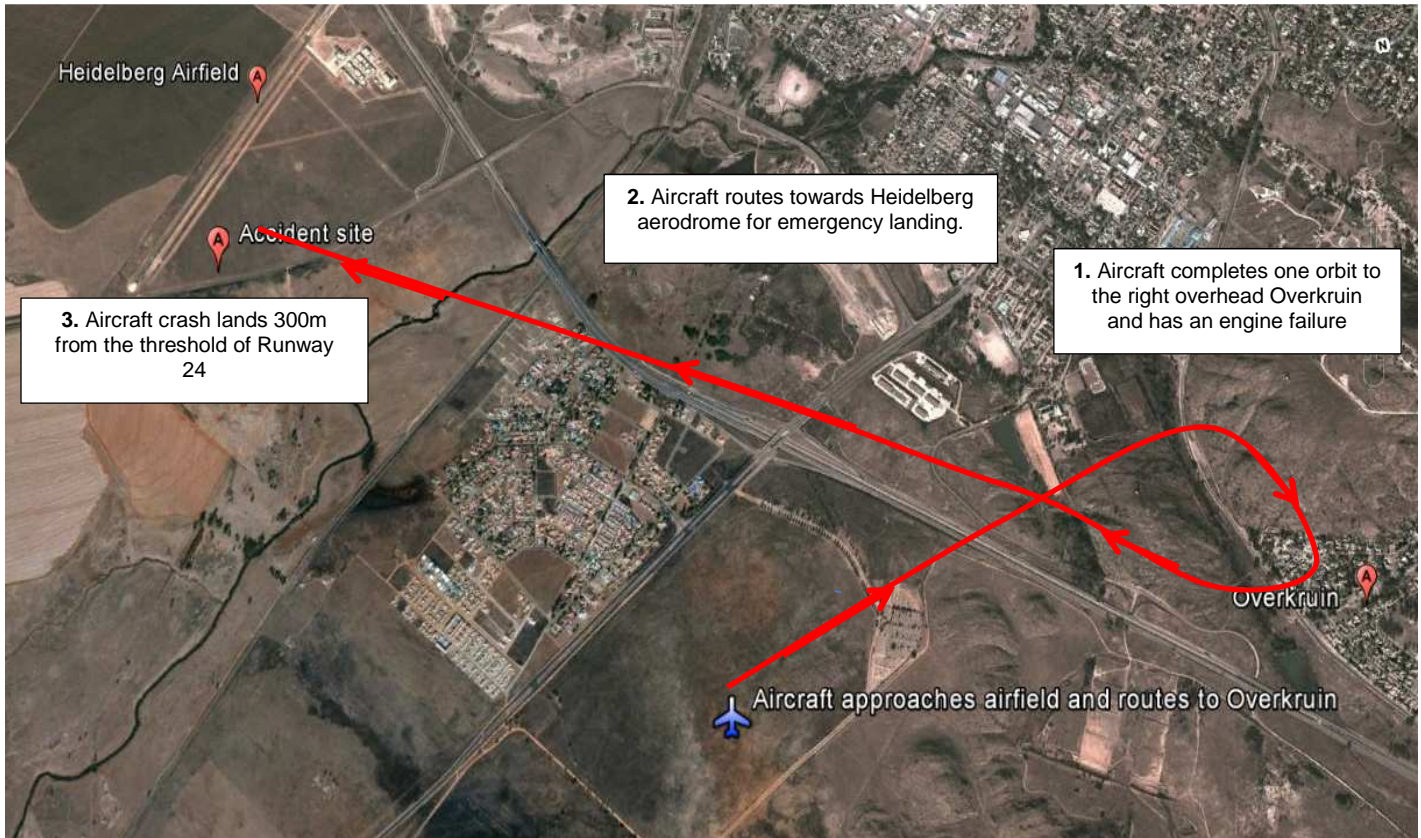 Heidelberg Airfield
A
N
Accident site
A
2. Aircraft routes towards Heidelberg
aerodrome for emergency landing.
1. Aircraft completes one orbit to
the right overhead Overkruin
and has an engine failure
3. Aircraft crash lands 300m
from the threshold of Runway
24
A
Overkruin
Aircraft approaches airfield and routes to Overkruin